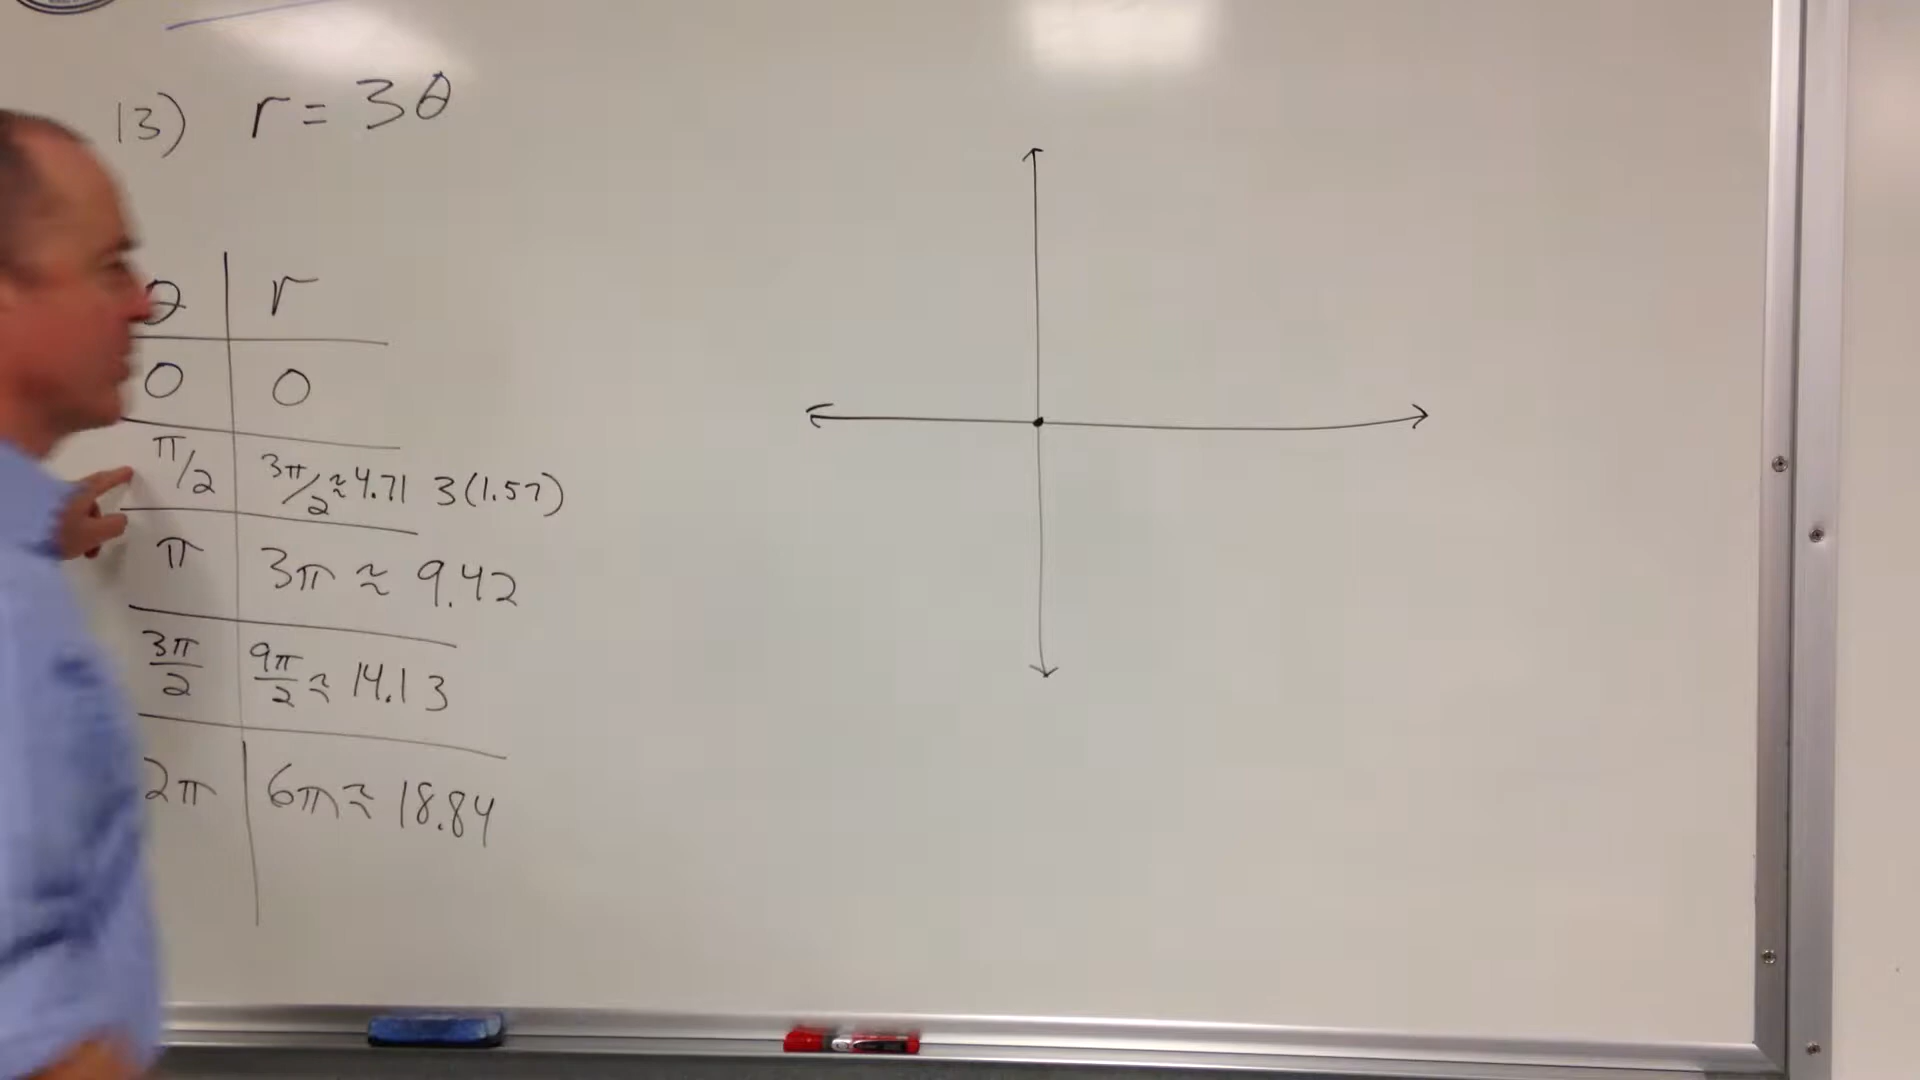 13) r = 3θ
θ r
0 0
π/2 3π/2 ≈ 4.71 3(1.57)
π 3π ≈ 9.42
3π/2 9π/2 ≈ 14.13
2π 6π ≈ 18.84